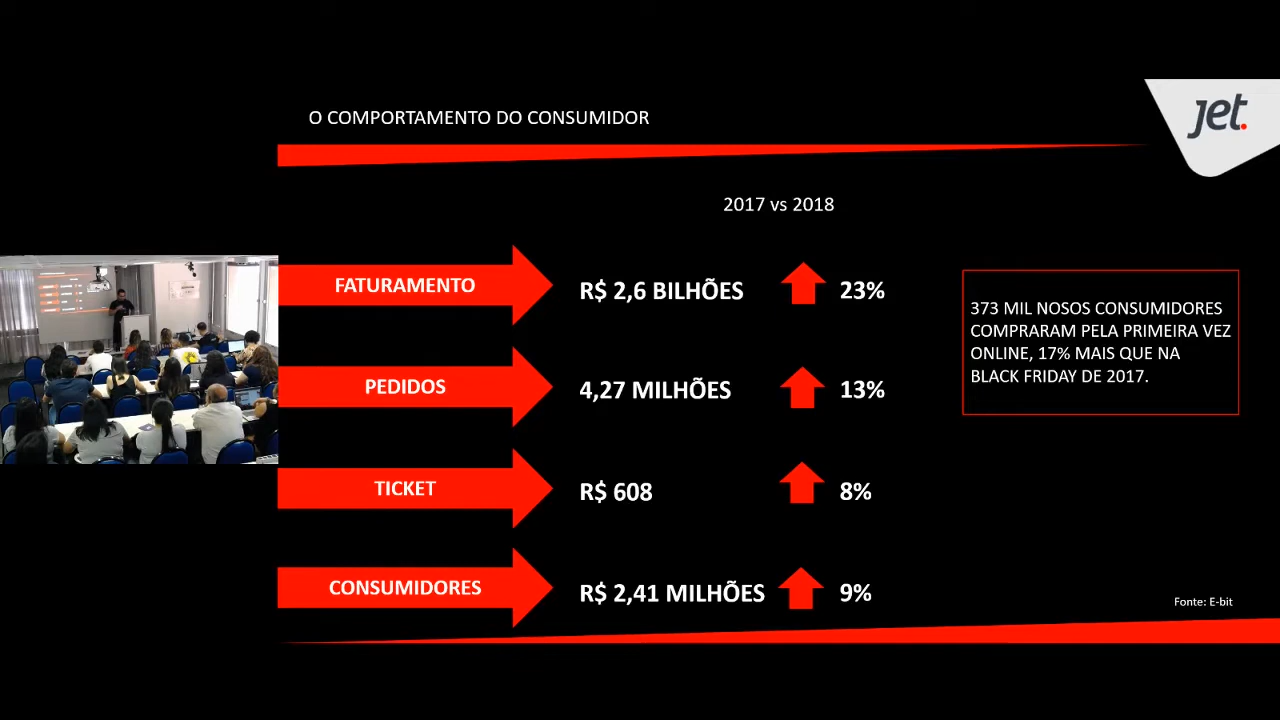 O COMPORTAMENTO DO CONSUMIDOR
jet.
2017 vs 2018
FATURAMENTO R$ 2,6 BILHÕES 23%
PEDIDOS 4,27 MILHÕES 13%
TICKET R$ 608 8%
CONSUMIDORES R$ 2,41 MILHÕES 9%
373 MIL NOSOS CONSUMIDORES
COMPRARAM PELA PRIMEIRA VEZ
ONLINE, 17% MAIS QUE NA
BLACK FRIDAY DE 2017.
Fonte: E-bit